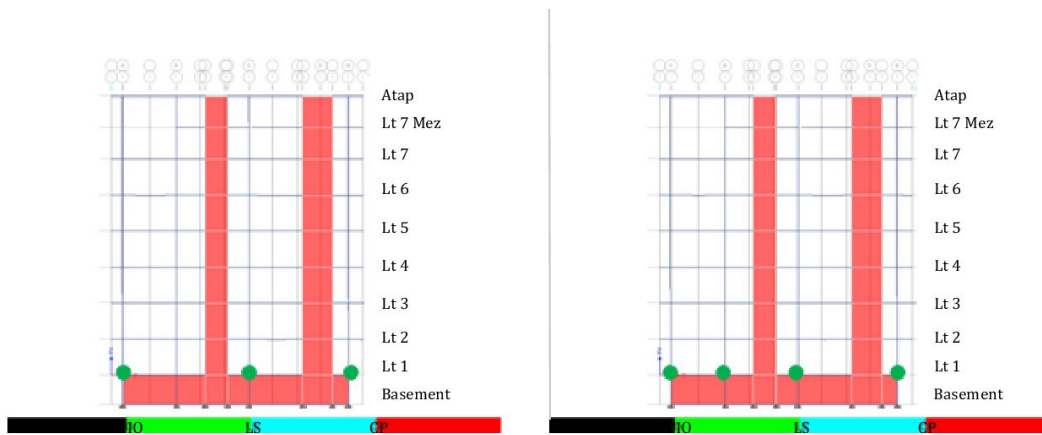 Atap
Lt 7 Mez
Lt 7
Lt 6
Lt 5
Lt 4
Lt 3
Lt 2
Lt 1
Basement
IO LS CP
Atap
Lt 7 Mez
Lt 7
Lt 6
Lt 5
Lt 4
Lt 3
Lt 2
Lt 1
Basement
IO LS CP